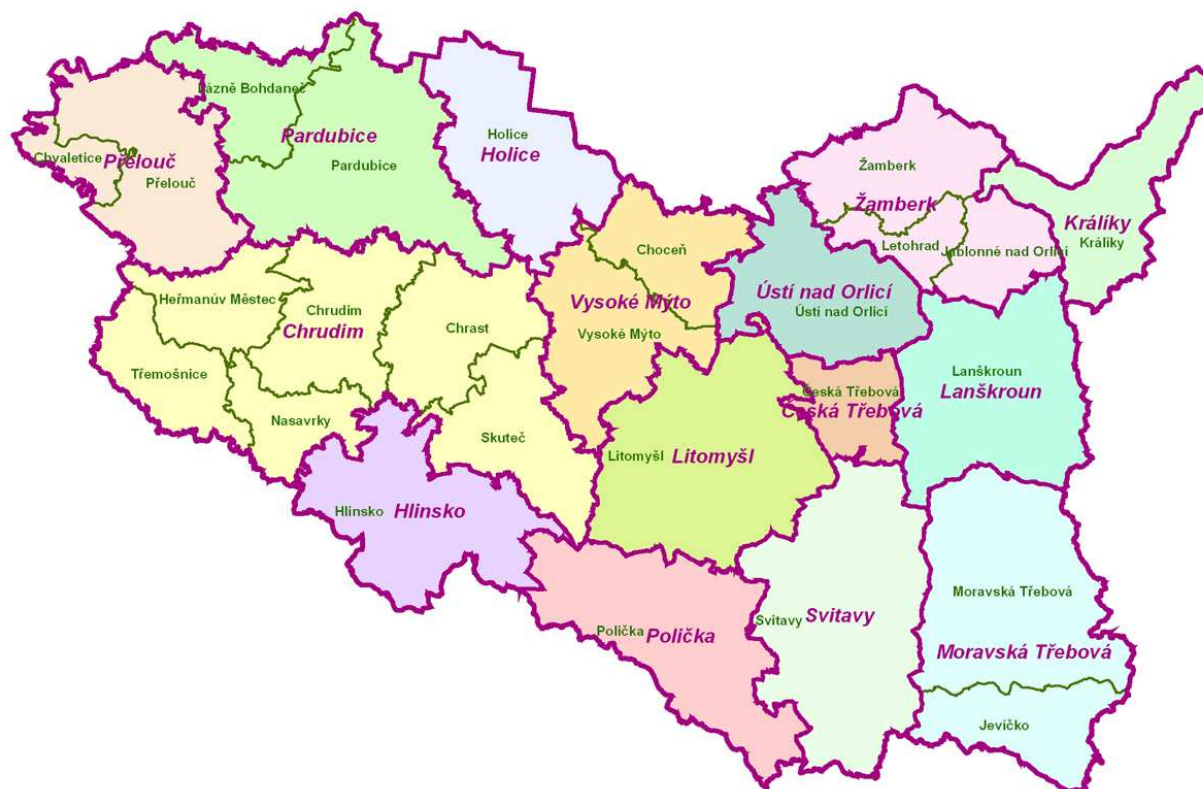 Lázně Bohdaneč
Pardubice
Pardubice
Holice
Holice
Chvaletice
Přelouč
Přelouč
Žamberk
Žamberk
Letohrad
Jablonné nad Orlicí
Králíky
Králíky
Choceň
Vysoké Mýto
Vysoké Mýto
Ústí nad Orlicí
Ústí nad Orlicí
Heřmanův Městec
Chrudim
Chrudim
Chrast
Třemošnice
Nasavrky
Skuteč
Česká Třebová
Česká Třebová
Lanškroun
Lanškroun
Litomyšl
Litomyšl
Hlinsko
Hlinsko
Polička
Polička
Svitavy
Svitavy
Moravská Třebová
Moravská Třebová
Jevíčko